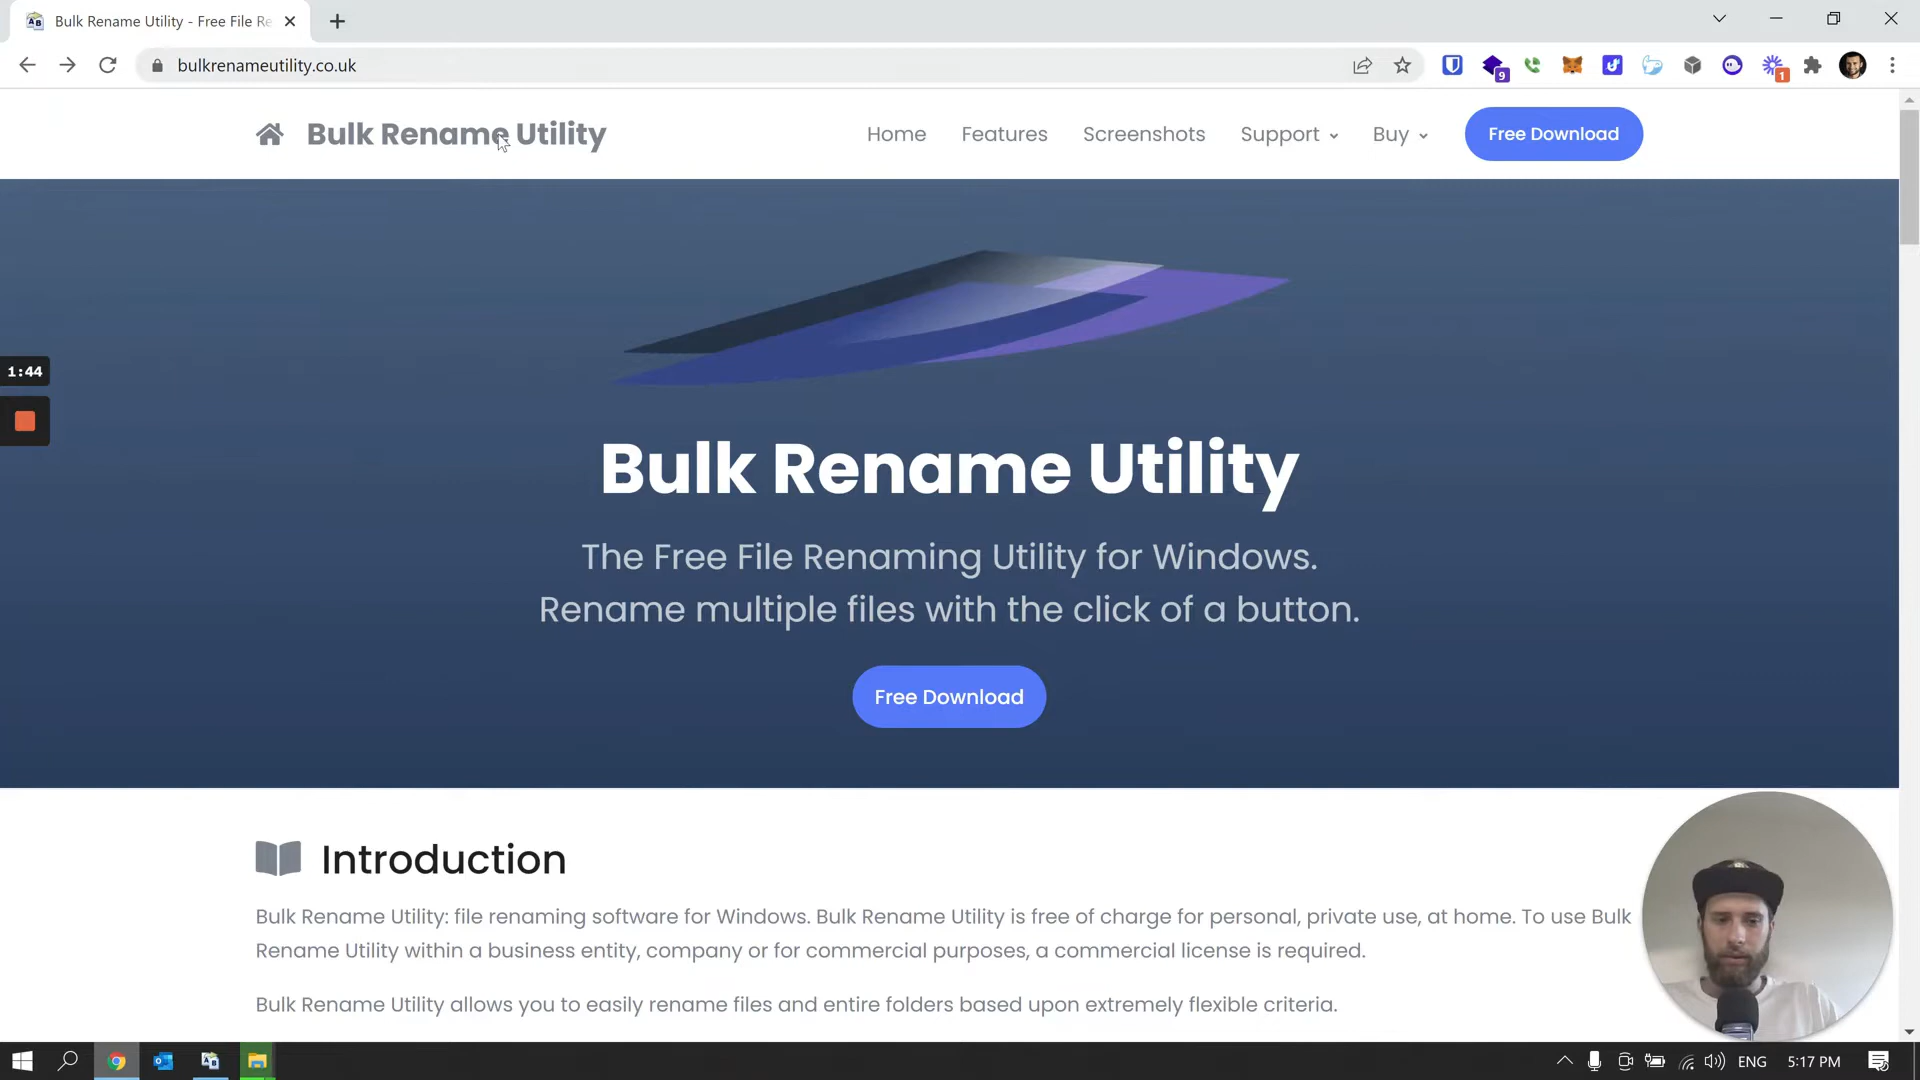 Bulk Rename Utility - Free File Re
bulkrenameutility.co.uk
9
1
Bulk Rename Utility
Home
Features
Screenshots
Support
Buy
Free Download
1:44
Bulk Rename Utility
The Free File Renaming Utility for Windows.
Rename multiple files with the click of a button.
Free Download
Introduction
Bulk Rename Utility: file renaming software for Windows. Bulk Rename Utility is free of charge for personal, private use, at home. To use Bulk
Rename Utility within a business entity, company or for commercial purposes, a commercial license is required.
Bulk Rename Utility allows you to easily rename files and entire folders based upon extremely flexible criteria.
ENG
5:17 PM